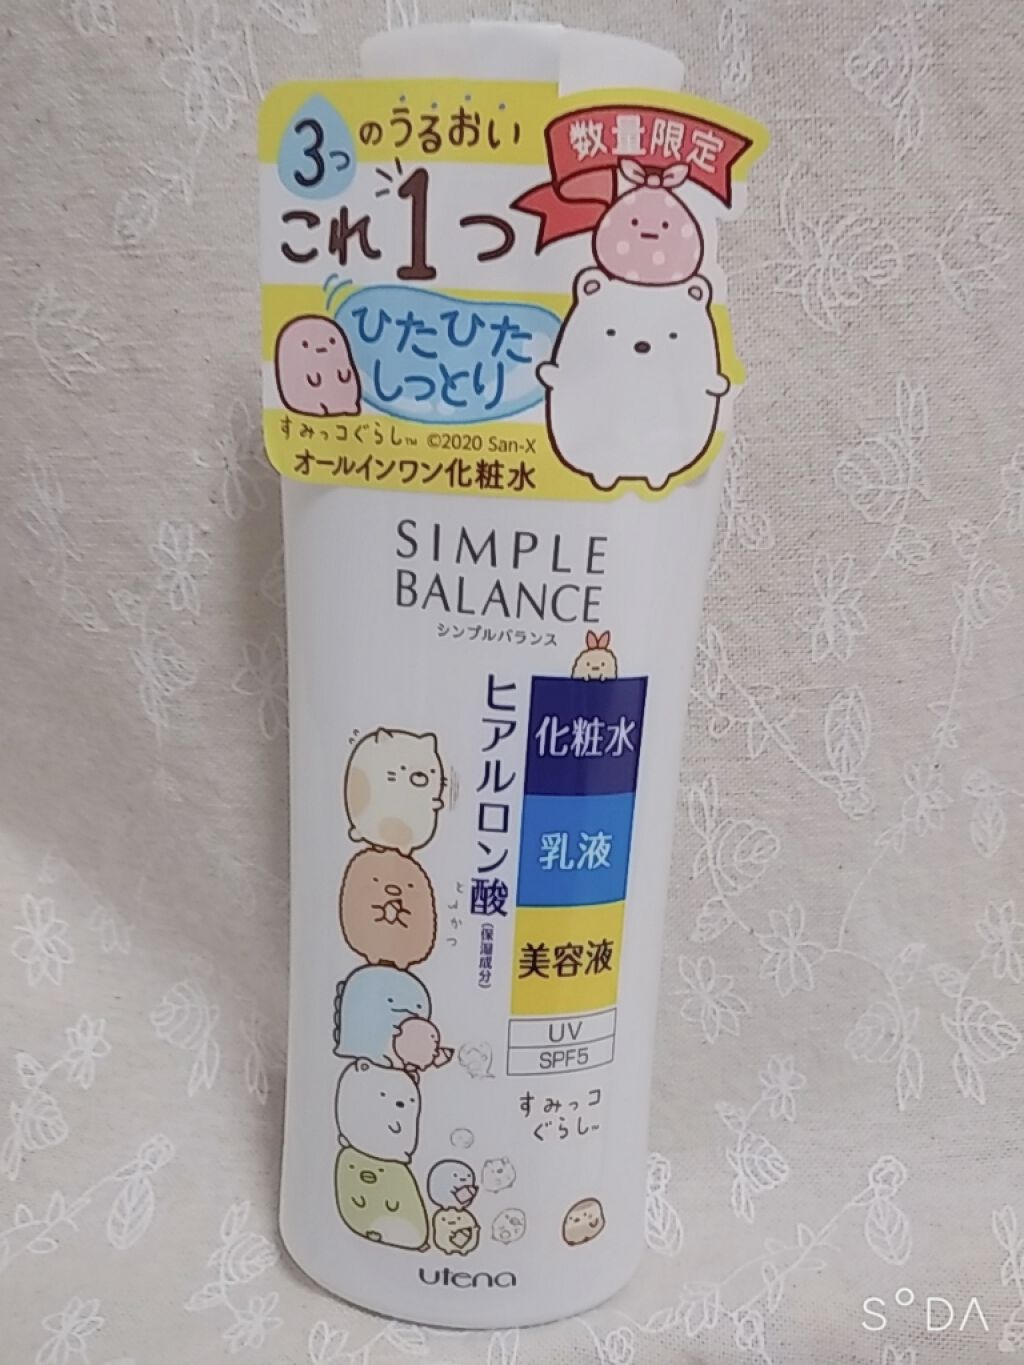 3つのうるおい
数量限定
これ1つ
ひたひた
しっとり
すみっコぐらし™ ©2020 San-X
オールインワン化粧水
SIMPLE
BALANCE
シンプルバランス
ヒアルロン酸
(保湿成分)
化粧水
乳液
美容液
UV
SPF5
とんかつ
すみっコ
ぐらし™
utena
SODA